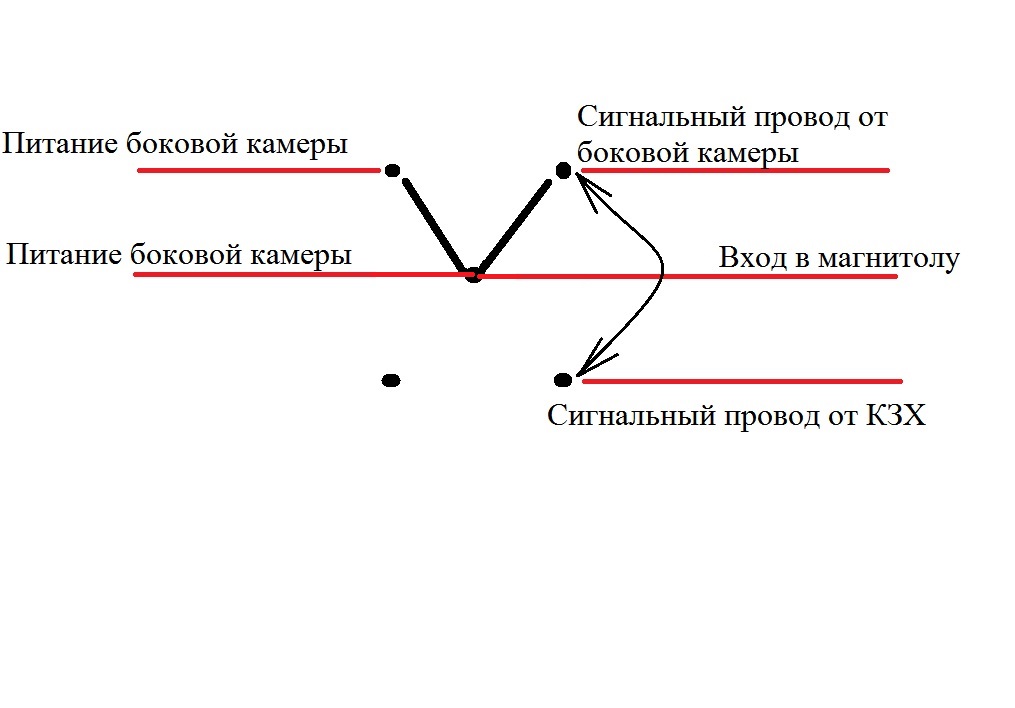 Питание боковой камеры
Сигнальный провод от
боковой камеры
Питание боковой камеры
Вход в магнитолу
Сигнальный провод от КЗХ